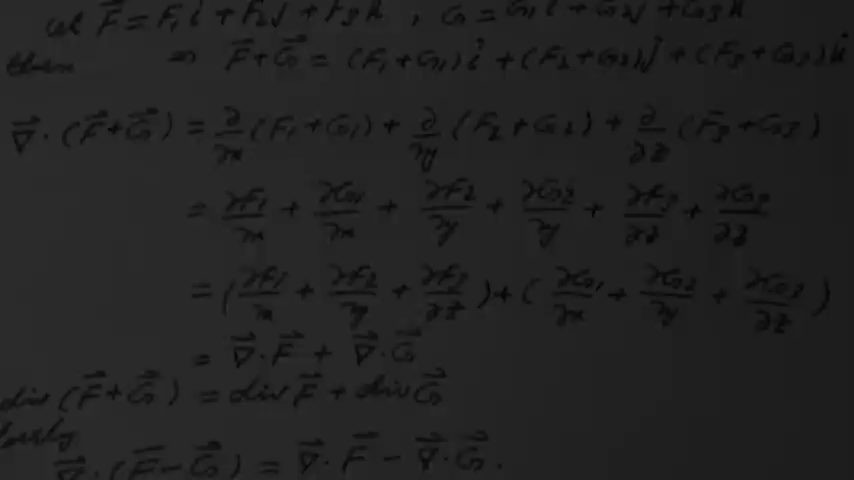 let F⃗ = F₁i + F₂j + F₃k , G = G₁i + G₂j + G₃k
then ⇒ F⃗+G⃗ = (F₁+G₁)i + (F₂+G₂)j + (F₃+G₃)k
∇⃗·(F⃗+G⃗) = ∂/∂x (F₁+G₁) + ∂/∂y (F₂+G₂) + ∂/∂z (F₃+G₃)
= ∂F₁/∂x + ∂G₁/∂x + ∂F₂/∂y + ∂G₂/∂y + ∂F₃/∂z + ∂G₃/∂z
= (∂F₁/∂x + ∂F₂/∂y + ∂F₃/∂z) + (∂G₁/∂x + ∂G₂/∂y + ∂G₃/∂z)
= ∇⃗·F⃗ + ∇⃗·G⃗
div (F⃗+G⃗) = div F⃗ + div G⃗
∇⃗·(F⃗−G⃗) = ∇⃗·F⃗ − ∇⃗·G⃗.